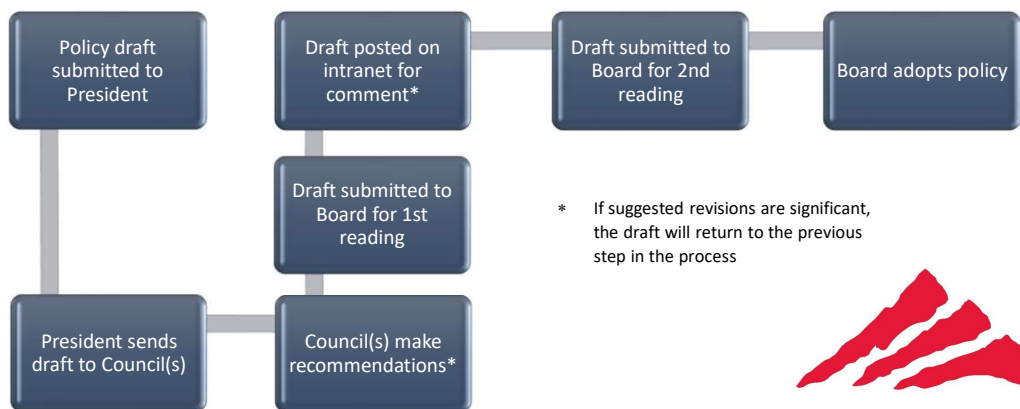 Policy draft
submitted to
President
President sends
draft to Council(s)
Council(s) make
recommendations*
Draft submitted to
Board for 1st
reading
Draft posted on
intranet for
comment*
Draft submitted to
Board for 2nd
reading
Board adopts policy
* If suggested revisions are significant,
the draft will return to the previous
step in the process